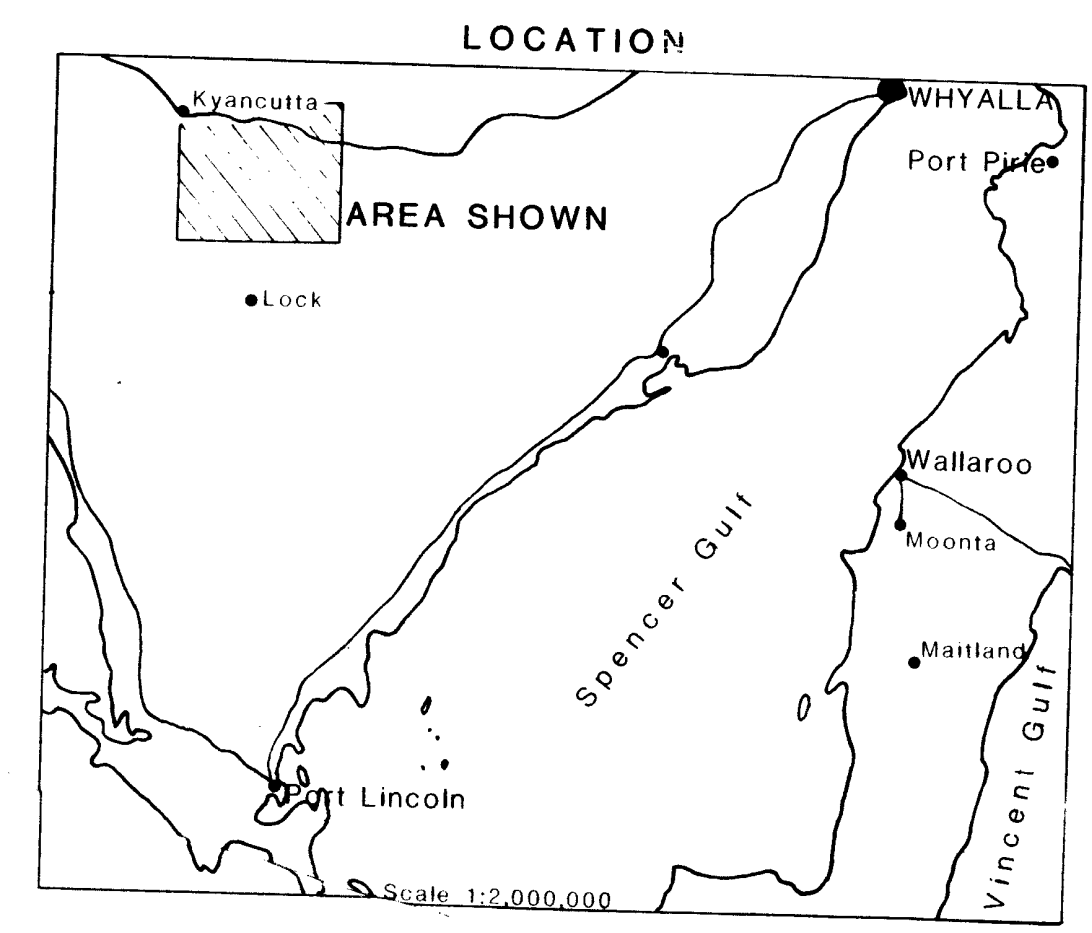 LOCATION
Kyancutta
WHYALLA
Port Pirie
AREA SHOWN
Lock
Wallaroo
Moonta
Spencer Gulf
Maitland
Vincent Gulf
Port Lincoln
Scale 1:2,000,000